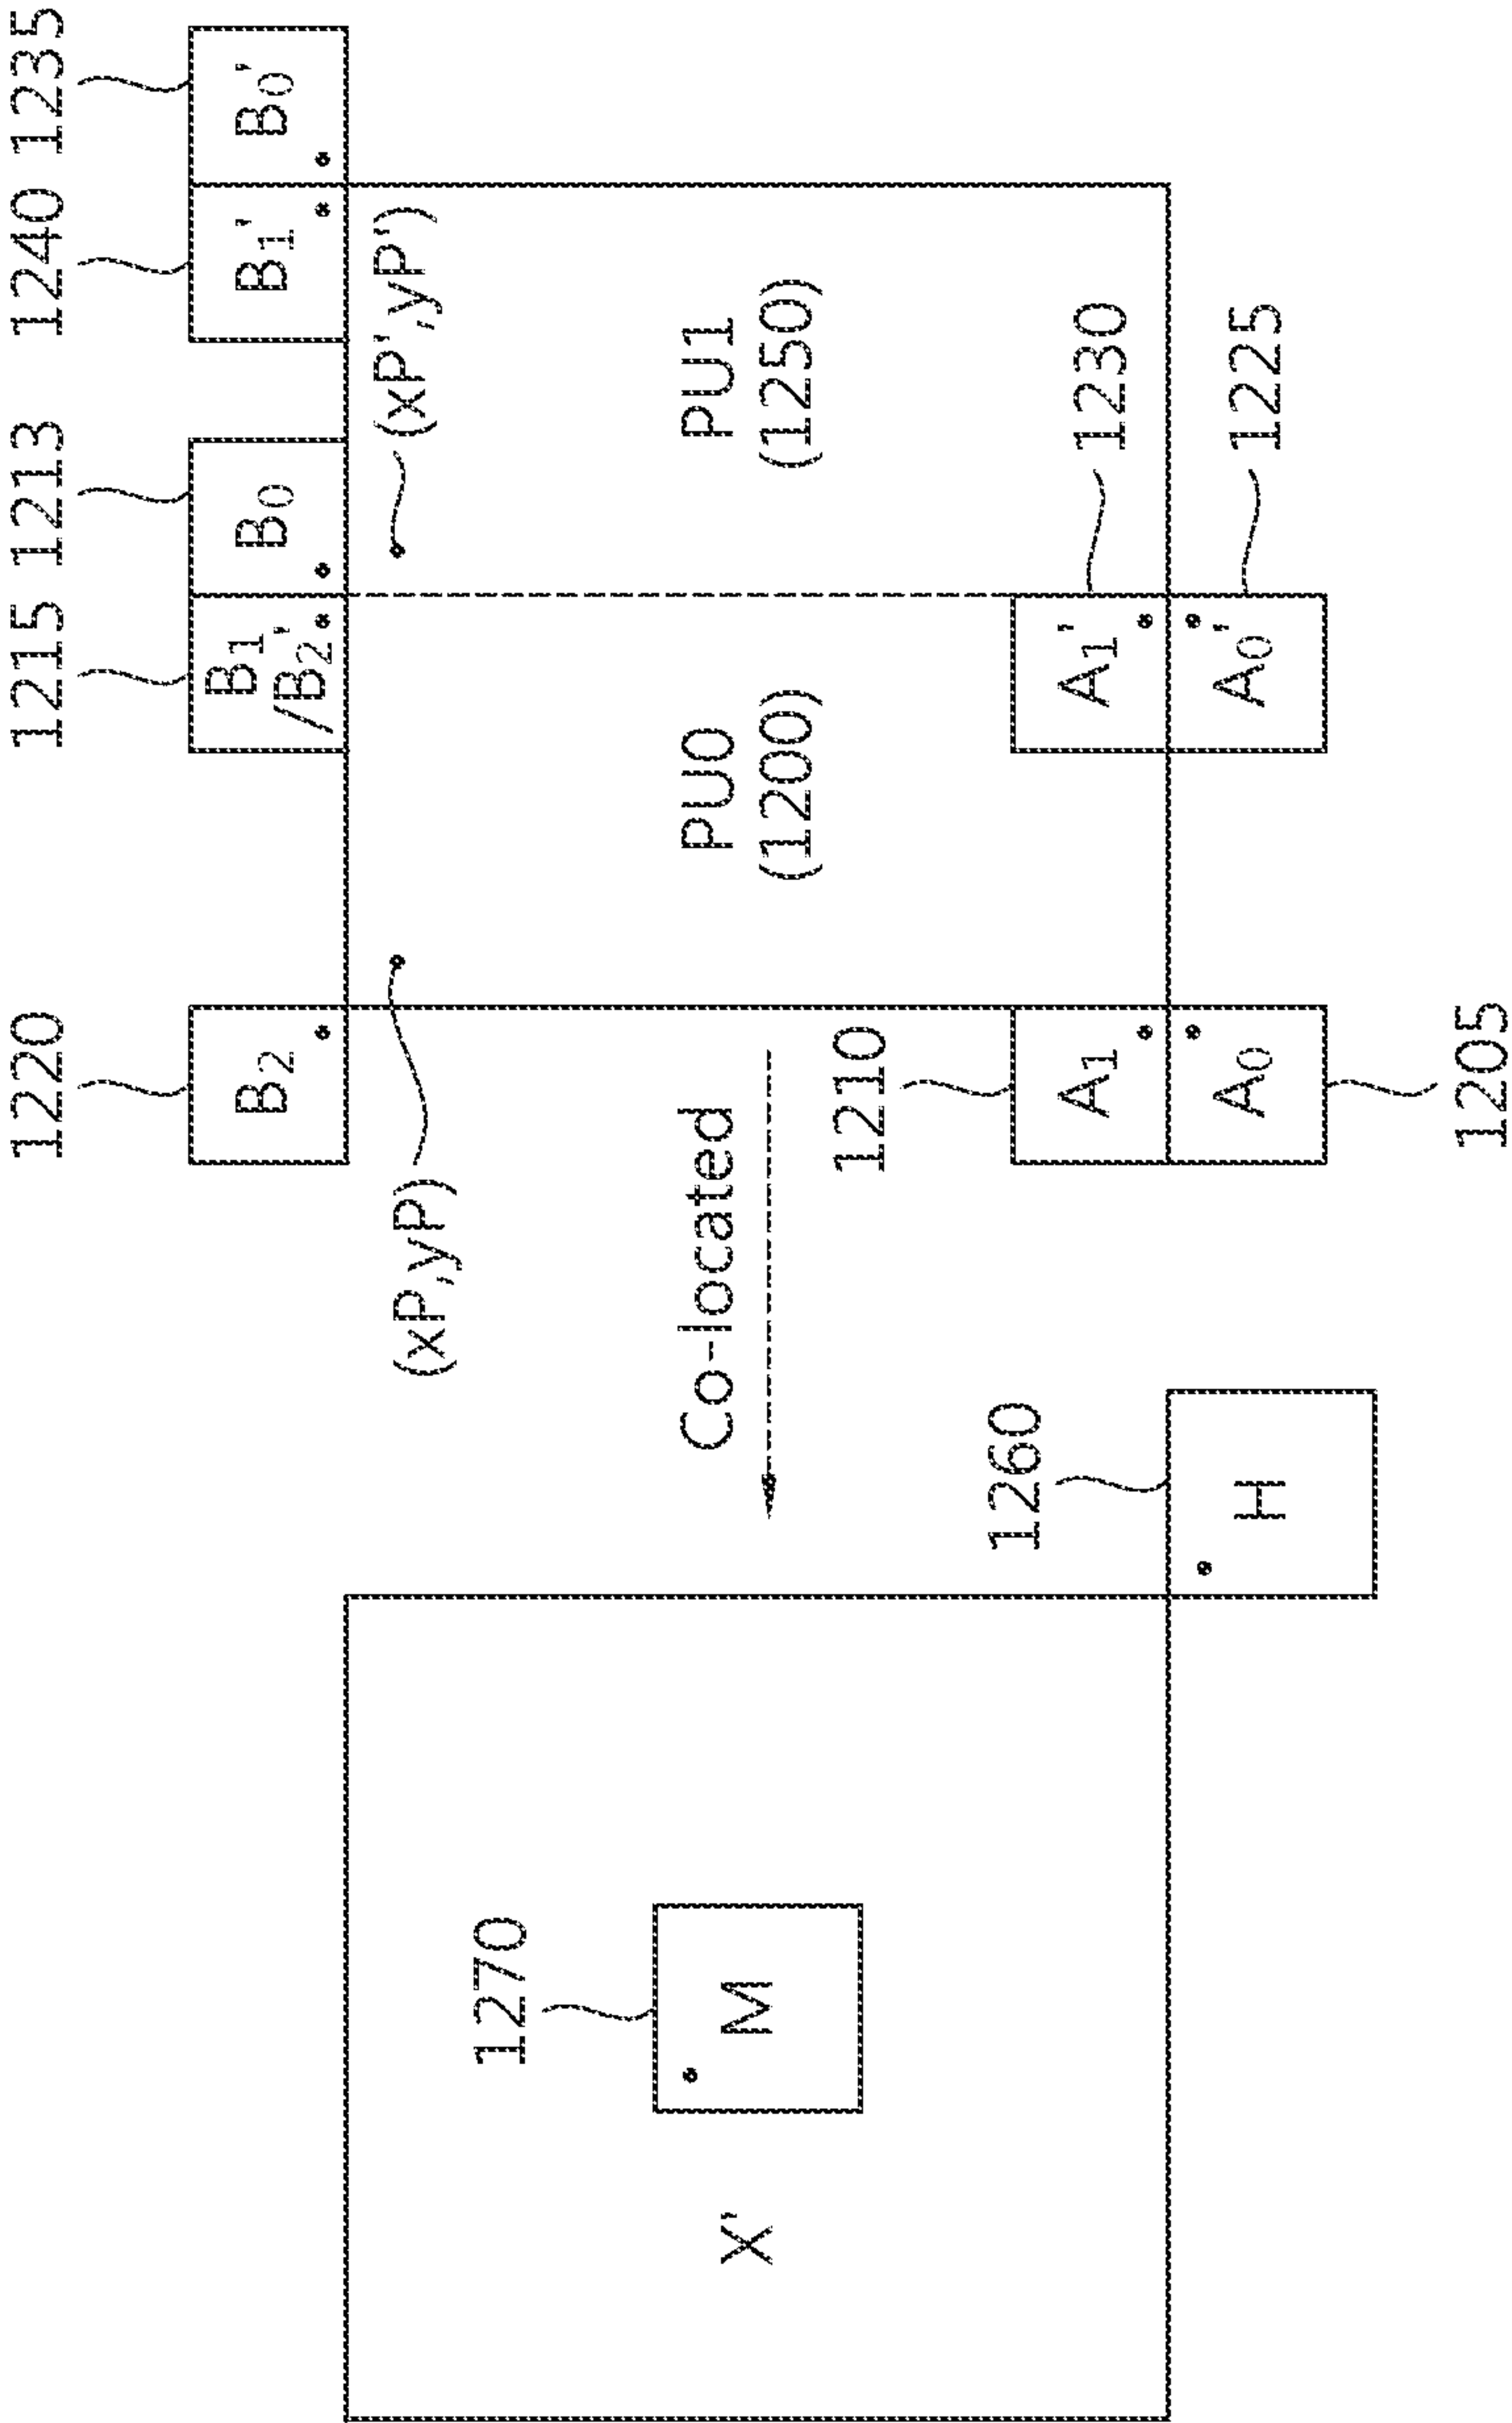 1220
1215
1213
1240
1235
B₂
B₁
/B₂'
B₀
B₁'
B₀'
(xP,yP)
(xP',yP')
1270
X'
M
Co-located
PU0
(1200)
PU1
(1250)
1210
1260
A₁
A₁'
1230
H
A₀
A₀'
1225
1205